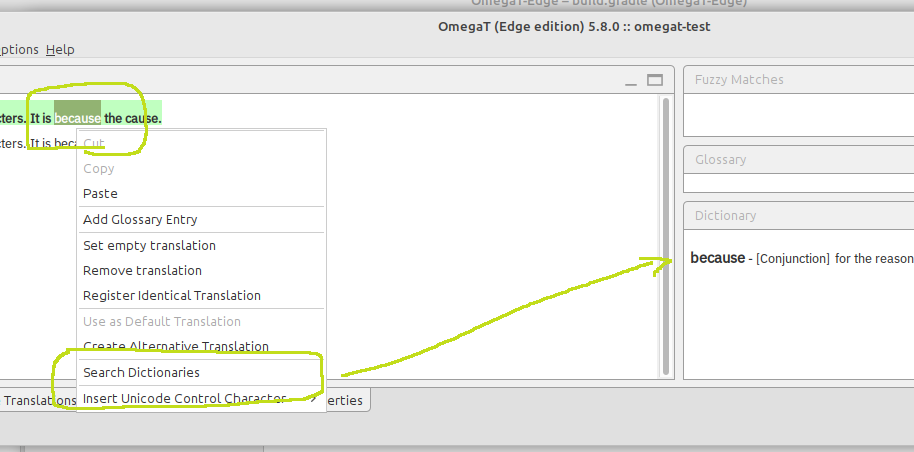 OmegaT-Edge – build.gradle (OmegaT-Edge)
OmegaT (Edge edition) 5.8.0 :: omegat-test
ptions Help
cters. It is because the cause.
cters. It is beca
Cut
Copy
Paste
Add Glossary Entry
Set empty translation
Remove translation
Register Identical Translation
Use as Default Translation
Create Alternative Translation
Search Dictionaries
Insert Unicode Control Character
Translations
erties
Fuzzy Matches
Glossary
Dictionary
because - [Conjunction] for the reason